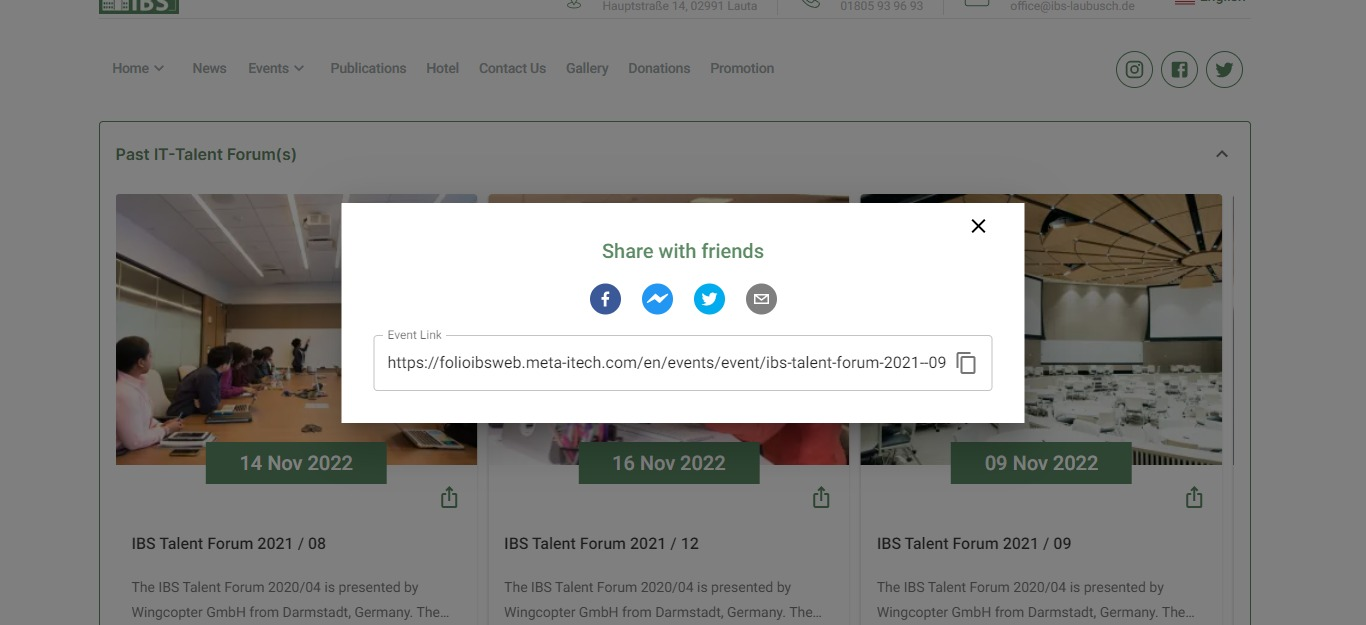 IBS
Hauptstraße 14, 02991 Lauta
01805 93 96 93
office@ibs-laubusch.de
English
Home
News
Events
Publications
Hotel
Contact Us
Gallery
Donations
Promotion
Past IT-Talent Forum(s)
Share with friends
Event Link
https://folioibsweb.meta-itech.com/en/events/event/ibs-talent-forum-2021--09
14 Nov 2022
16 Nov 2022
09 Nov 2022
IBS Talent Forum 2021 / 08
The IBS Talent Forum 2020/04 is presented by
Wingcopter GmbH from Darmstadt, Germany. The...
IBS Talent Forum 2021 / 12
The IBS Talent Forum 2020/04 is presented by
Wingcopter GmbH from Darmstadt, Germany. The...
IBS Talent Forum 2021 / 09
The IBS Talent Forum 2020/04 is presented by
Wingcopter GmbH from Darmstadt, Germany. The...